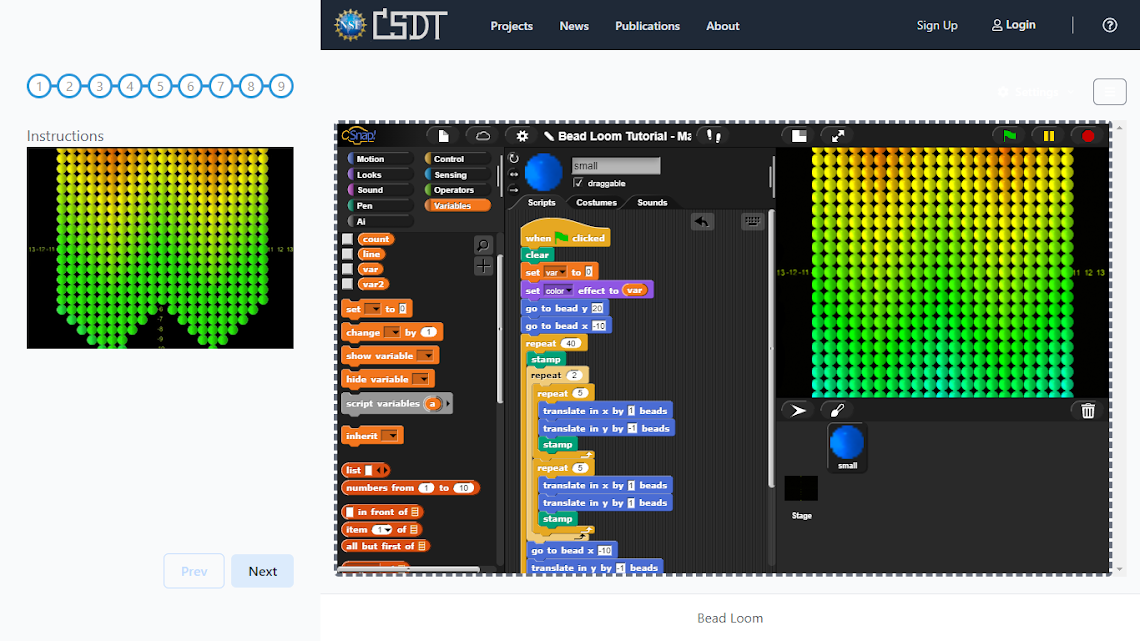 NSF CSDT Projects News Publications About Sign Up Login
1 2 3 4 5 6 7 8 9
Instructions
13 -17 -11
11 12 13
-6
-7
-8
-9
Prev
Next
Snap!
Bead Loom Tutorial - Ma
Motion
Control
Looks
Sensing
Sound
Operators
Pen
Variables
Ai
count
line
var
var2
set to 0
change by 1
show variable
hide variable
script variables a
inherit
list
numbers from 1 to 10
in front of
item 1 of
all but first of
small
draggable
Scripts Costumes Sounds
when clicked
clear
set var to 0
set color effect to var
go to bead y 20
go to bead x -10
repeat 40
stamp
repeat 2
repeat 5
translate in x by 1 beads
translate in y by -1 beads
stamp
repeat 5
translate in x by 1 beads
translate in y by 1 beads
stamp
go to bead x -10
translate in y by -1 beads
13 -17 -11
11 12 13
small
Stage
Bead Loom